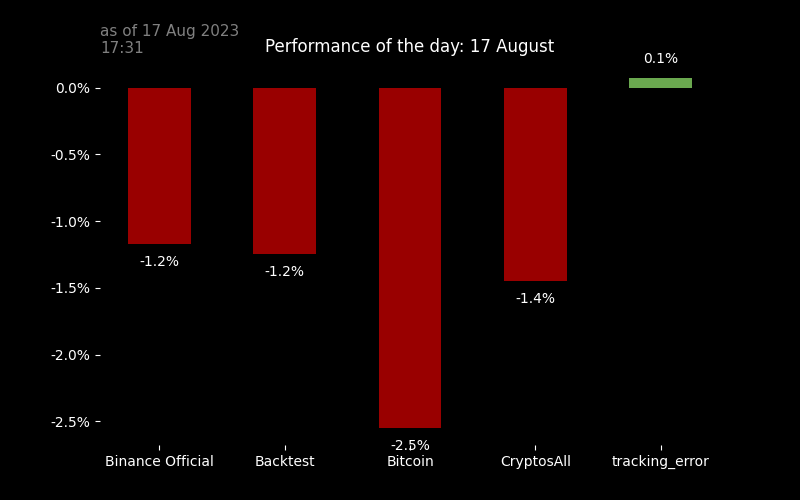 as of 17 Aug 2023
17:31
Performance of the day: 17 August
0.1%
0.0%
-0.5%
-1.0%
-1.5%
-2.0%
-2.5%
-1.2%
-1.2%
-2.5%
-1.4%
Binance Official
Backtest
Bitcoin
CryptosAll
tracking_error